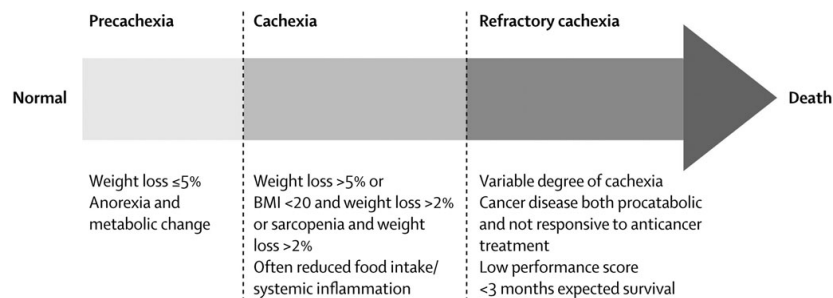 Precachexia
Cachexia
Refractory cachexia
Normal
Death
Weight loss ≤5%
Anorexia and
metabolic change
Weight loss >5% or
BMI <20 and weight loss >2%
or sarcopenia and weight
loss >2%
Often reduced food intake/
systemic inflammation
Variable degree of cachexia
Cancer disease both procatabolic
and not responsive to anticancer
treatment
Low performance score
<3 months expected survival